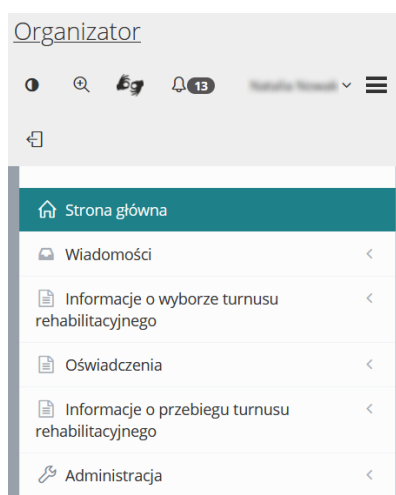 Organizator
13
Strona główna
Wiadomości
Informacje o wyborze turnusu
rehabilitacyjnego
Oświadczenia
Informacje o przebiegu turnusu
rehabilitacyjnego
Administracja